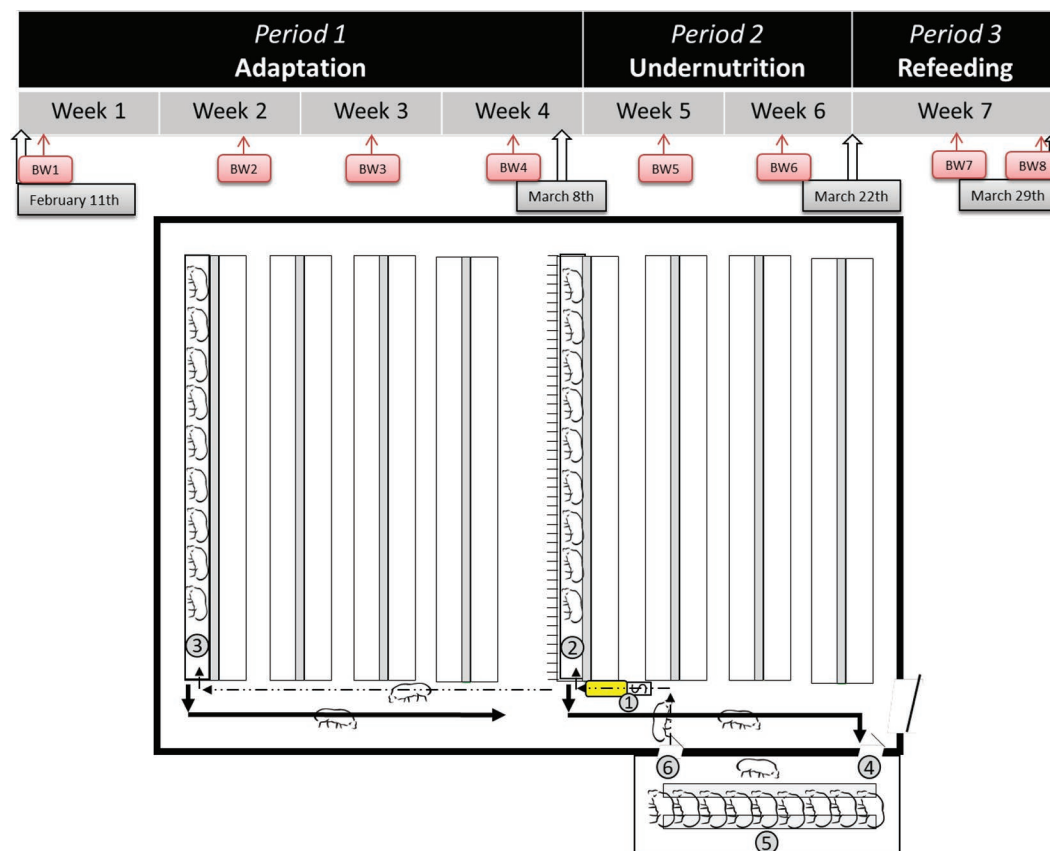 Period 1
Adaptation
Period 2
Undernutrition
Period 3
Refeeding
Week 1
Week 2
Week 3
Week 4
Week 5
Week 6
Week 7
BW1
BW2
BW3
BW4
BW5
BW6
BW7
BW8
February 11th
March 8th
March 22th
March 29th
3
2
S
1
6
4
5